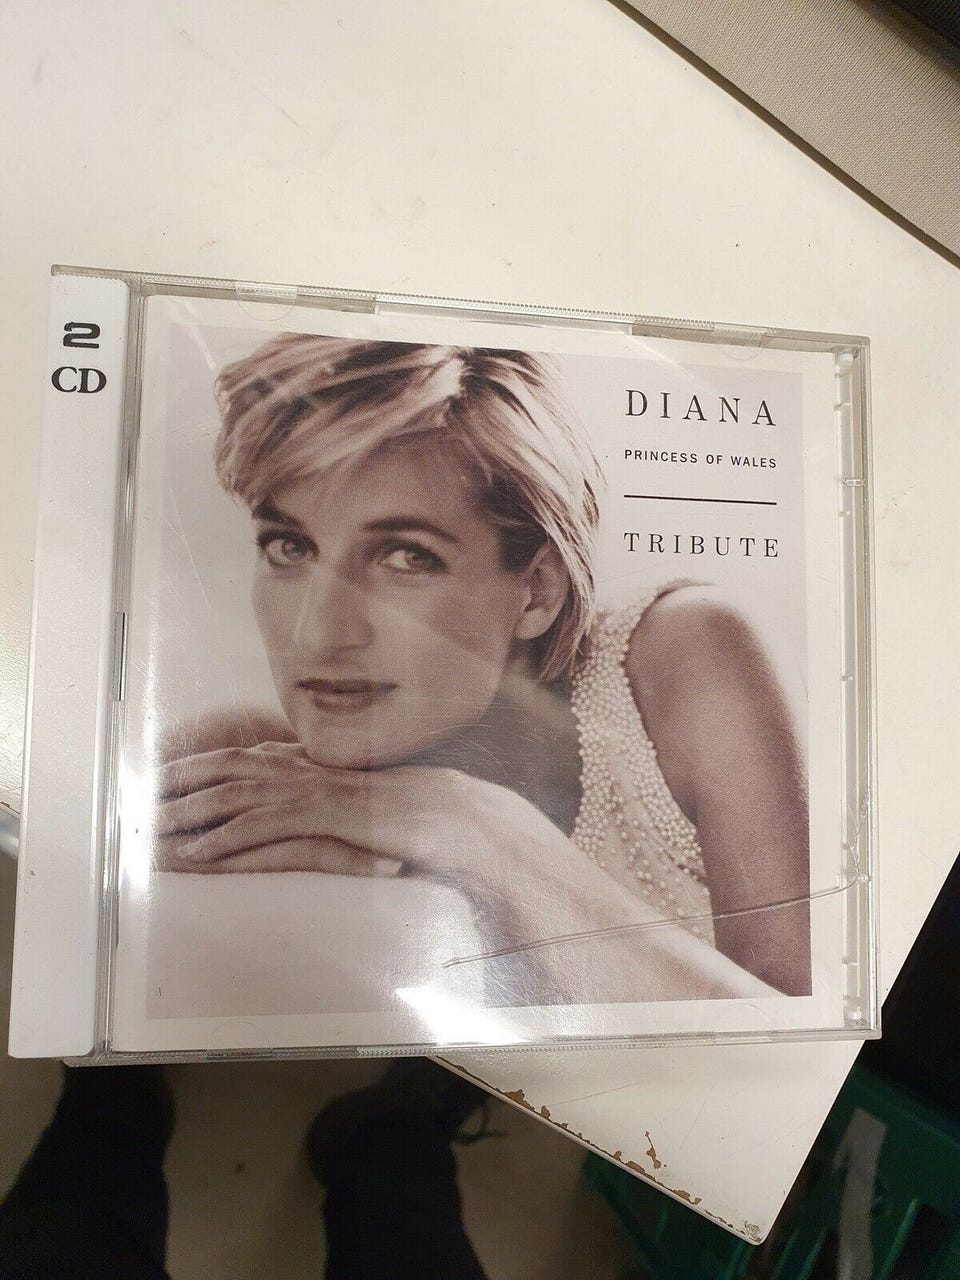 2
CD
DIANA
PRINCESS OF WALES
TRIBUTE